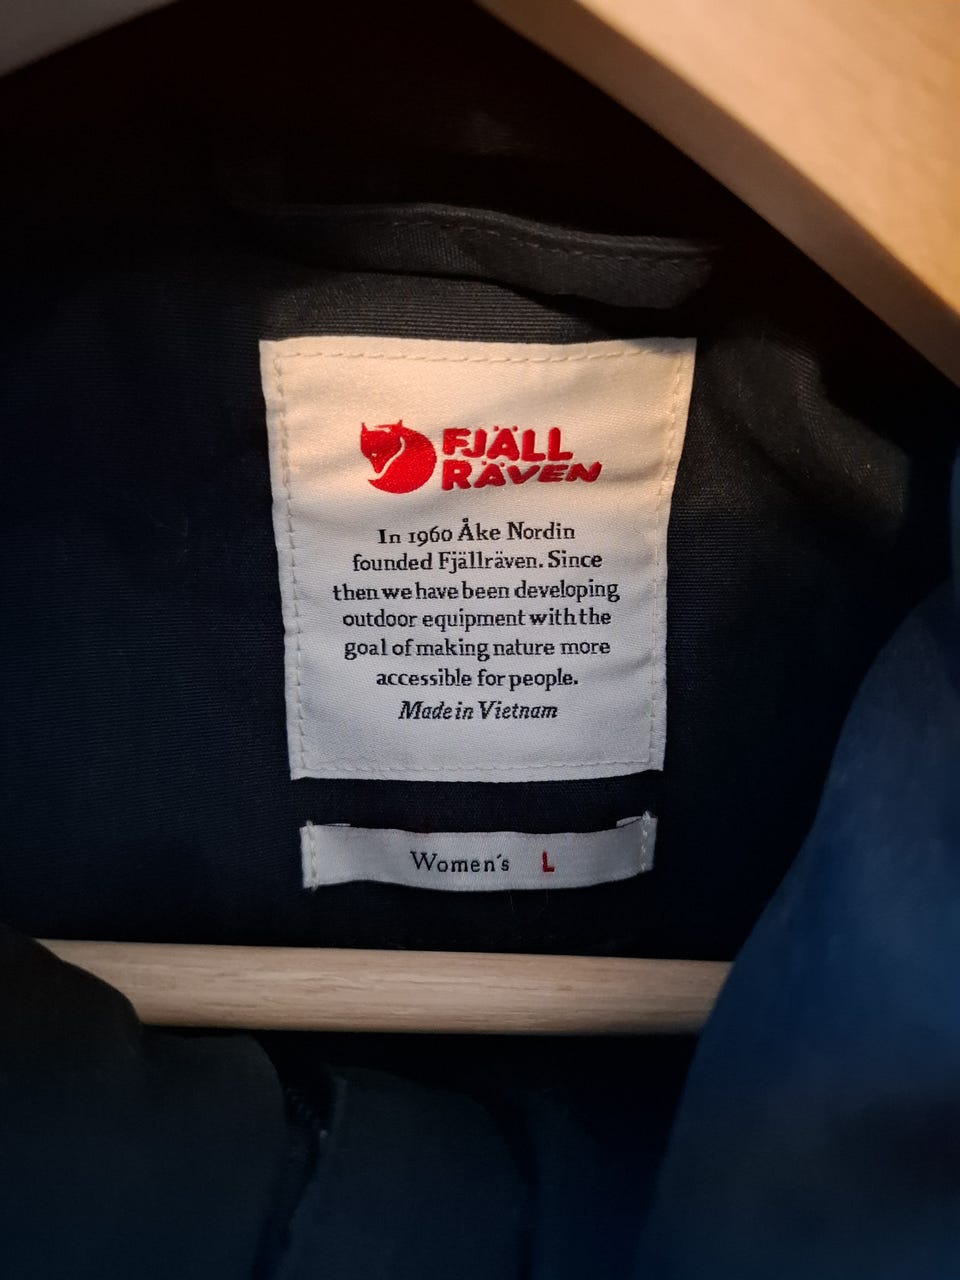 FJÄLL
RÄVEN
In 1960 Åke Nordin
founded Fjällräven. Since
then we have been developing
outdoor equipment with the
goal of making nature more
accessible for people.
Made in Vietnam
Women´s L